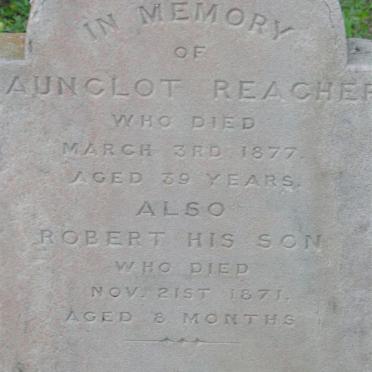 IN MEMORY
OF
AUNCLOT REACHER
WHO DIED
MARCH 3RD 1877.
AGED 39 YEARS.
ALSO
ROBERT HIS SON
WHO DIED
NOV. 21ST 1871.
AGED 8 MONTHS